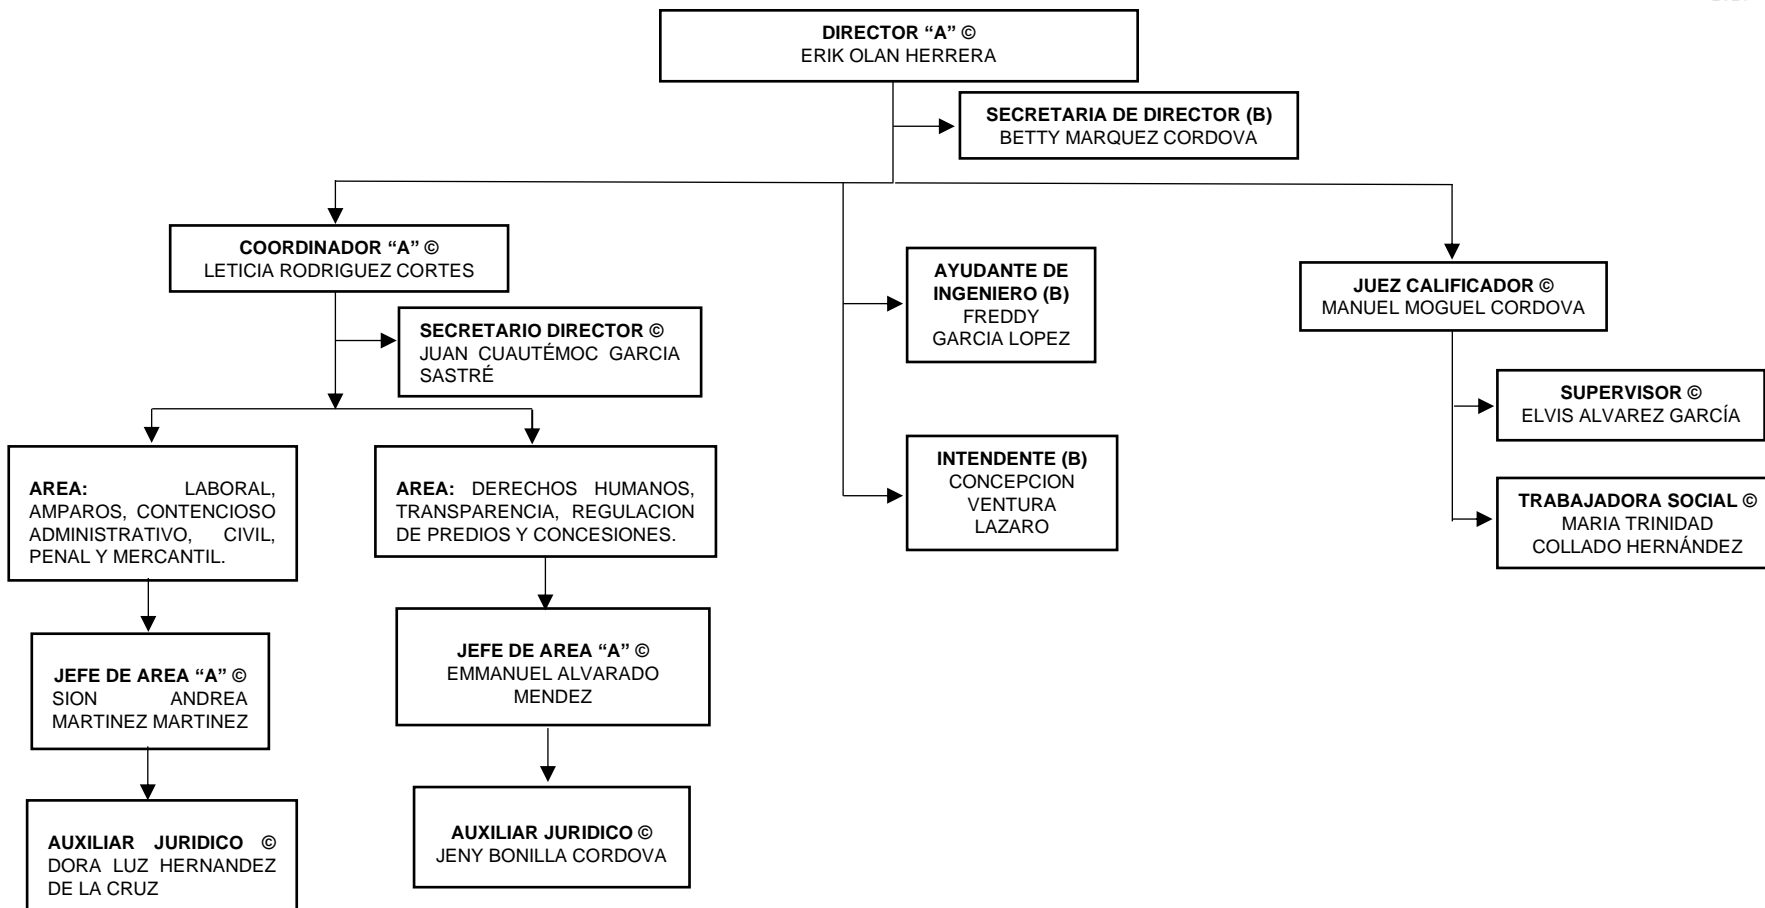 DIRECTOR “A” ©
ERIK OLAN HERRERA
SECRETARIA DE DIRECTOR (B)
BETTY MARQUEZ CORDOVA
COORDINADOR “A” ©
LETICIA RODRIGUEZ CORTES
AYUDANTE DE
INGENIERO (B)
FREDDY
GARCIA LOPEZ
JUEZ CALIFICADOR ©
MANUEL MOGUEL CORDOVA
SECRETARIO DIRECTOR ©
JUAN CUAUTÉMOC GARCIA
SASTRÉ
SUPERVISOR ©
ELVIS ALVAREZ GARCÍA
AREA: LABORAL,
AMPAROS, CONTENCIOSO
ADMINISTRATIVO, CIVIL,
PENAL Y MERCANTIL.
AREA: DERECHOS HUMANOS,
TRANSPARENCIA, REGULACION
DE PREDIOS Y CONCESIONES.
INTENDENTE (B)
CONCEPCION
VENTURA
LAZARO
TRABAJADORA SOCIAL ©
MARIA TRINIDAD
COLLADO HERNÁNDEZ
JEFE DE AREA “A” ©
SION ANDREA
MARTINEZ MARTINEZ
JEFE DE AREA “A” ©
EMMANUEL ALVARADO
MENDEZ
AUXILIAR JURIDICO ©
DORA LUZ HERNANDEZ
DE LA CRUZ
AUXILIAR JURIDICO ©
JENY BONILLA CORDOVA